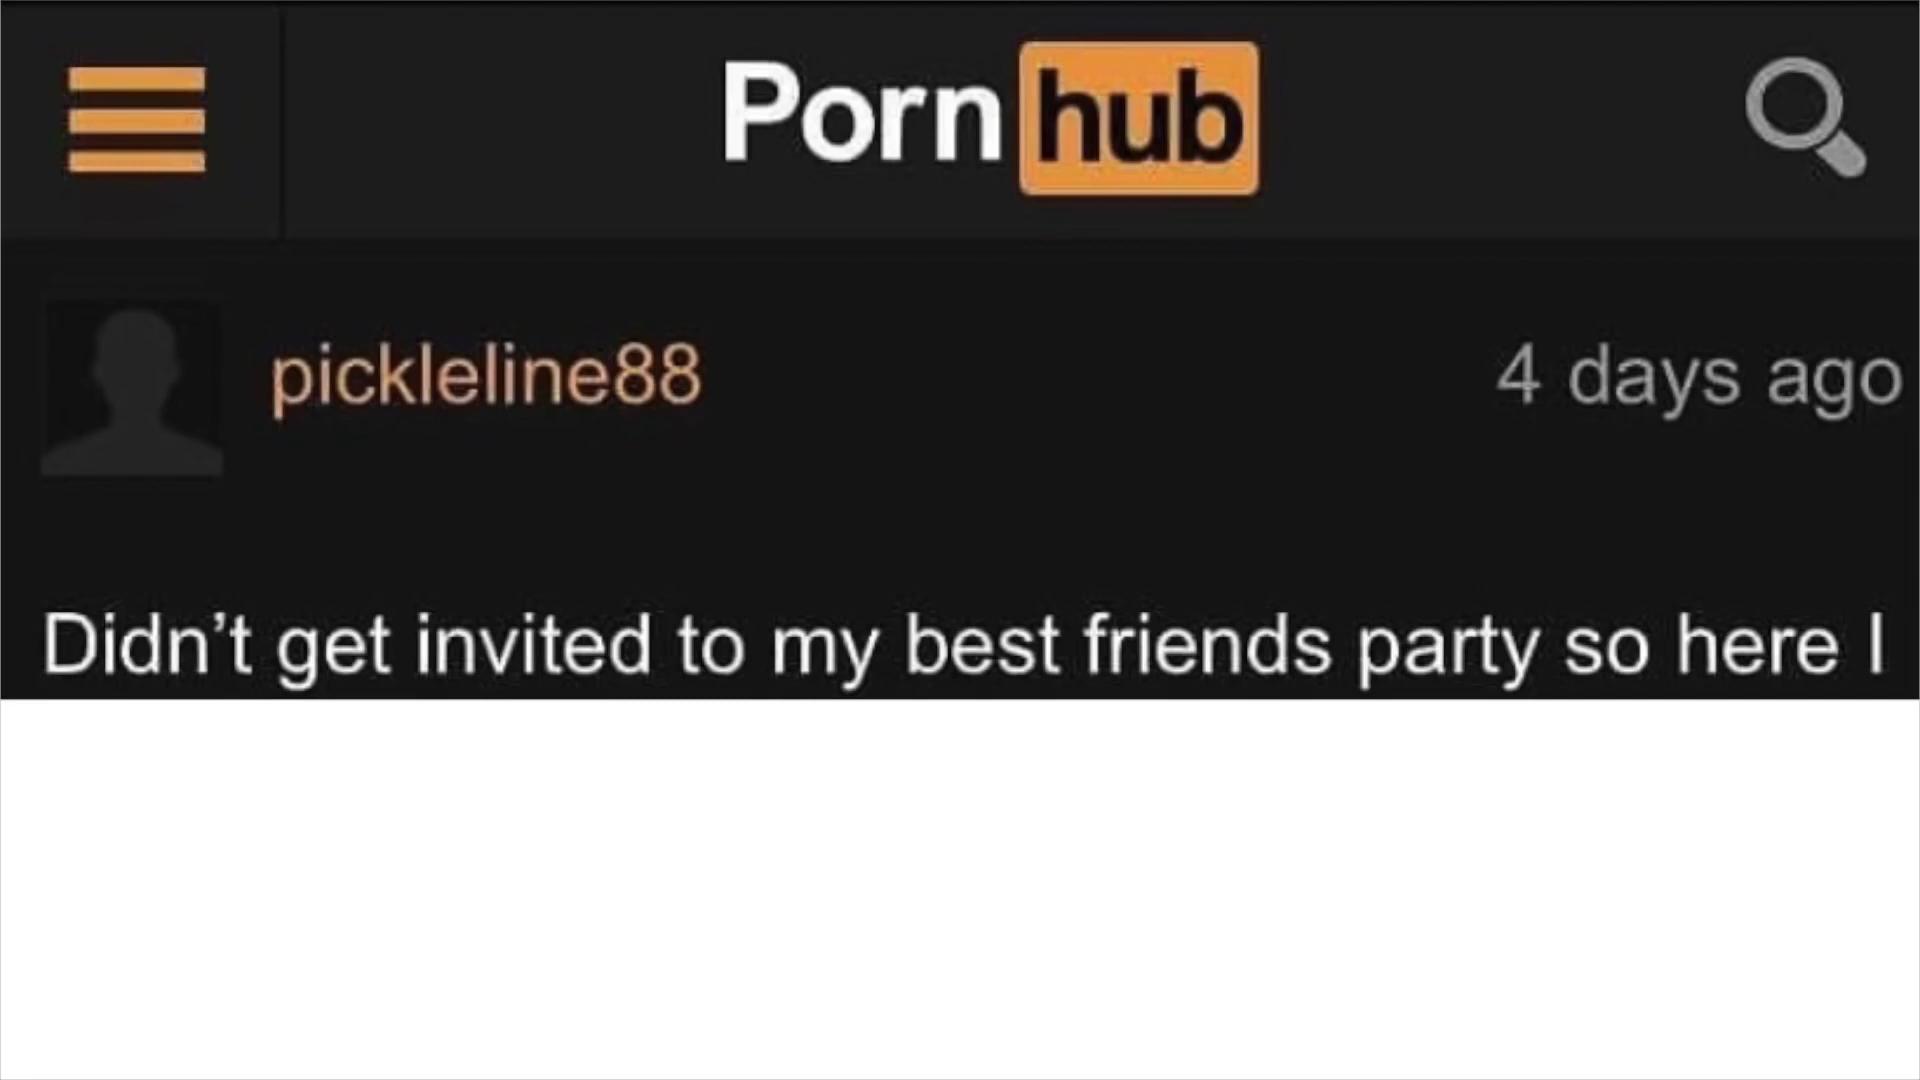 Porn hub
pickleline88 4 days ago
Didn’t get invited to my best friends party so here I